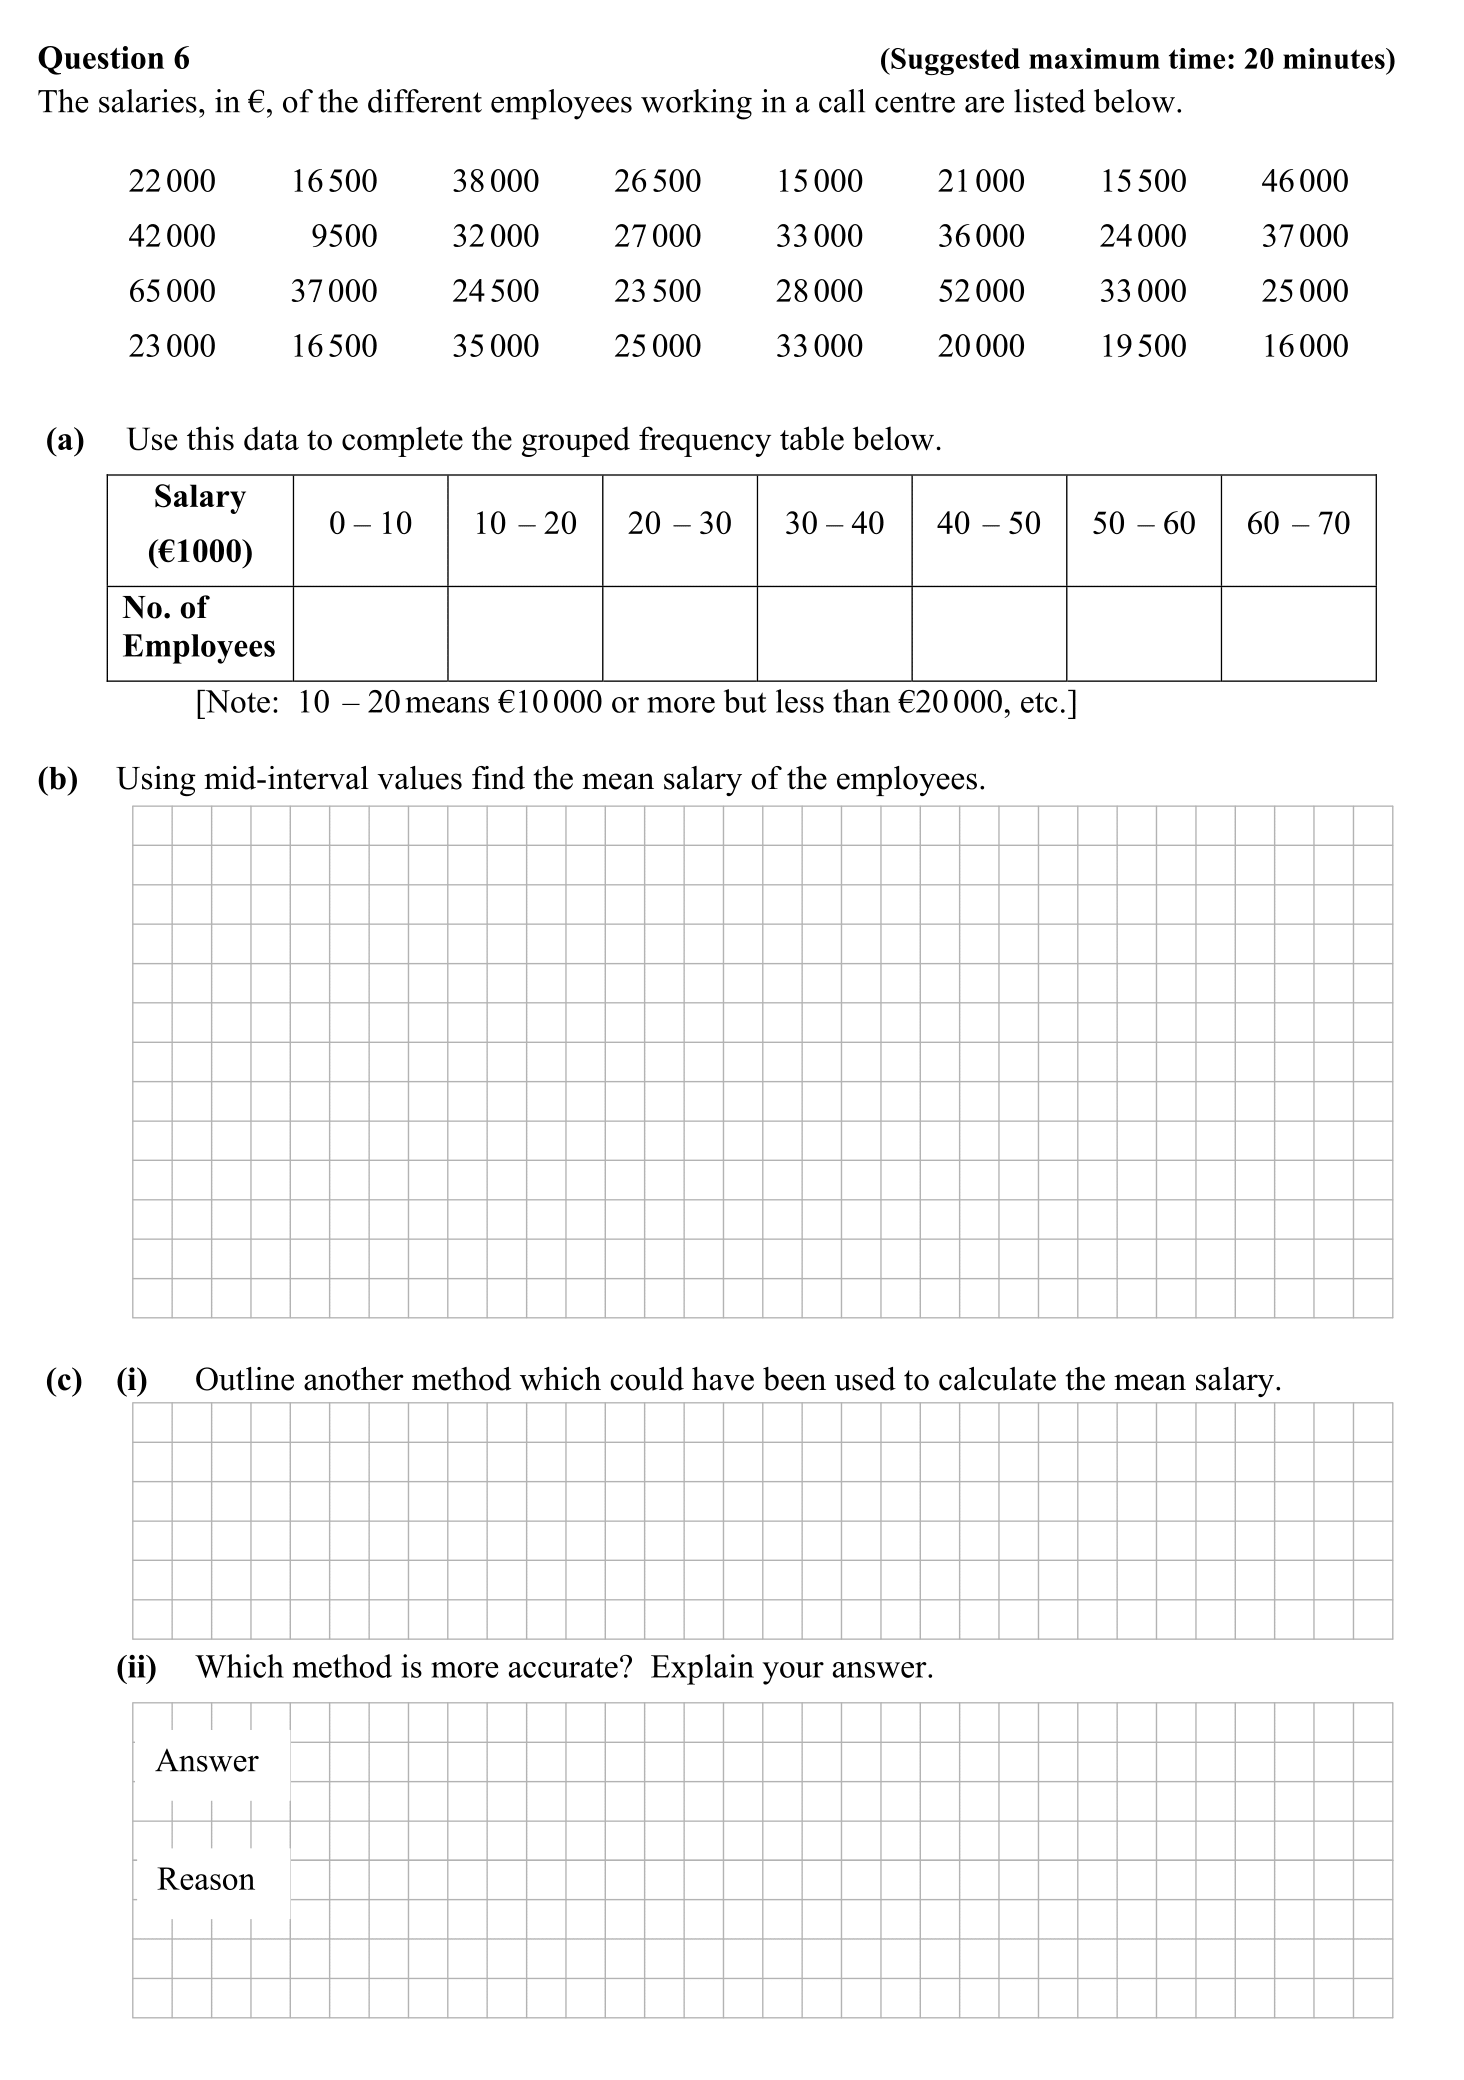 Question 6 (Suggested maximum time: 20 minutes)
The salaries, in €, of the different employees working in a call centre are listed below.
22 000 16 500 38 000 26 500 15 000 21 000 15 500 46 000
42 000 9500 32 000 27 000 33 000 36 000 24 000 37 000
65 000 37 000 24 500 23 500 28 000 52 000 33 000 25 000
23 000 16 500 35 000 25 000 33 000 20 000 19 500 16 000
(a) Use this data to complete the grouped frequency table below.
Salary (€1000) 0 – 10 10 – 20 20 – 30 30 – 40 40 – 50 50 – 60 60 – 70
No. of
Employees
[Note: 10 – 20 means €10 000 or more but less than €20 000, etc.]
(b) Using mid-interval values find the mean salary of the employees.
(c) (i) Outline another method which could have been used to calculate the mean salary.
(ii) Which method is more accurate? Explain your answer.
Answer
Reason